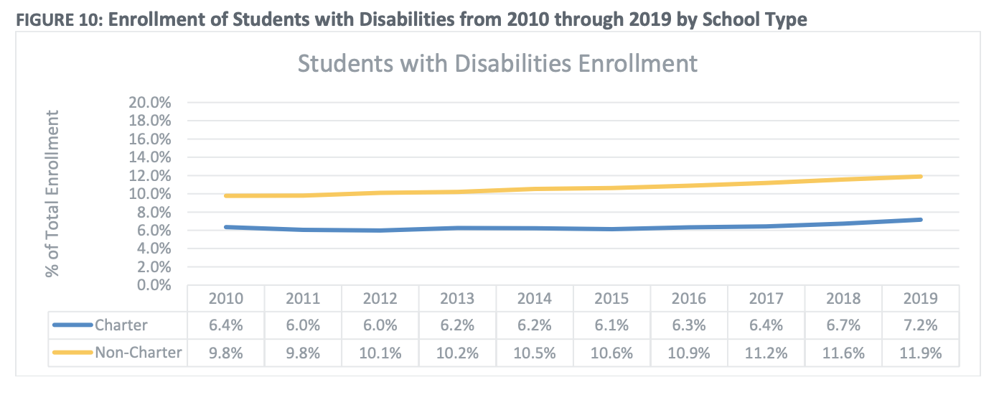 FIGURE 10: Enrollment of Students with Disabilities from 2010 through 2019 by School Type
Students with Disabilities Enrollment
% of Total Enrollment
20.0%
18.0%
16.0%
14.0%
12.0%
10.0%
8.0%
6.0%
4.0%
2.0%
0.0%
2010 2011 2012 2013 2014 2015 2016 2017 2018 2019
Charter 6.4% 6.0% 6.0% 6.2% 6.2% 6.1% 6.3% 6.4% 6.7% 7.2%
Non-Charter 9.8% 9.8% 10.1% 10.2% 10.5% 10.6% 10.9% 11.2% 11.6% 11.9%